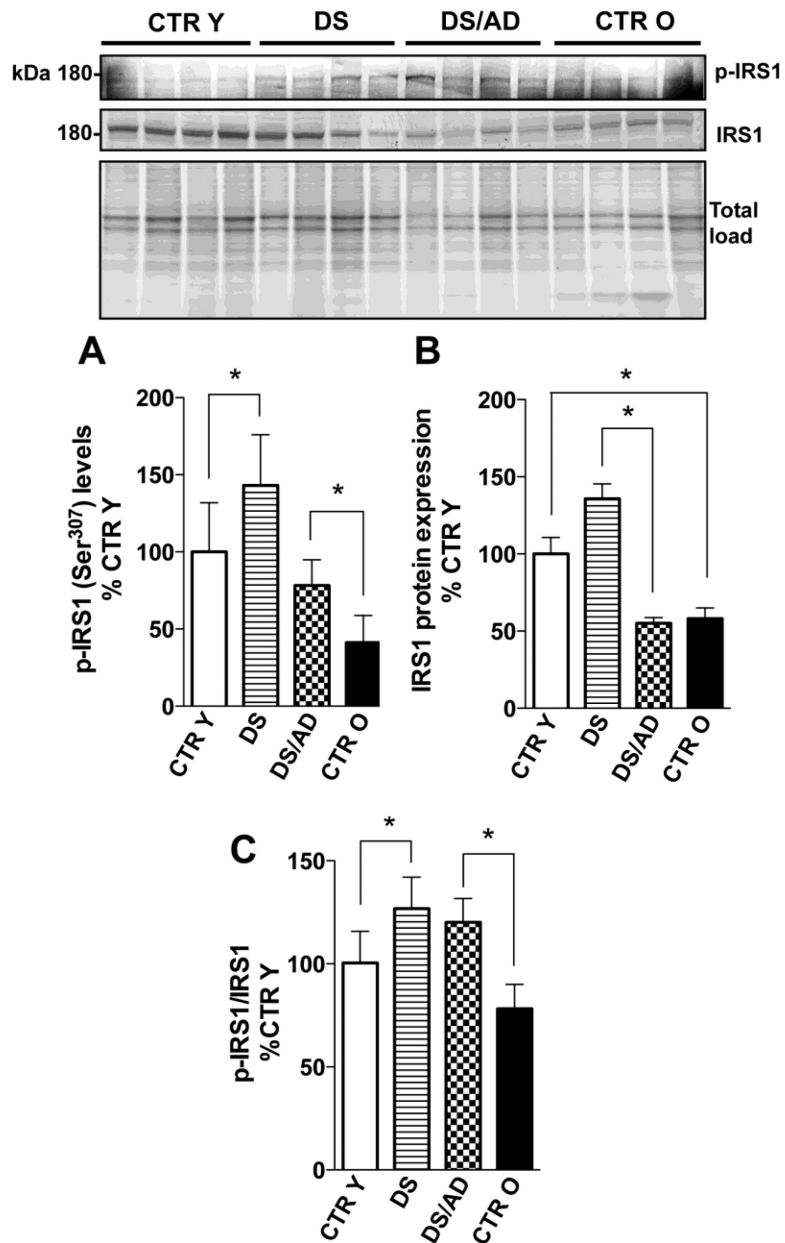 CTR Y DS DS/AD CTR O
kDa 180 p-IRS1
180 IRS1
Total
load
A
p-IRS1 (Ser³⁰⁷) levels
% CTR Y
200
150
100
50
0
*
*
CTR Y
DS
DS/AD
CTR O
B
IRS1 protein expression
% CTR Y
200
150
100
50
0
*
*
CTR Y
DS
DS/AD
CTR O
C
p-IRS1/IRS1
%CTR Y
150
100
50
0
*
*
CTR Y
DS
DS/AD
CTR O